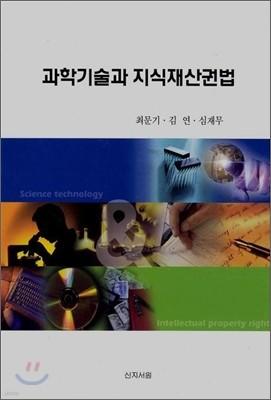 과학기술과 지식재산권법
최문기 · 김 연 · 심재무
Science technology
&
Intellectual property right
신지서원